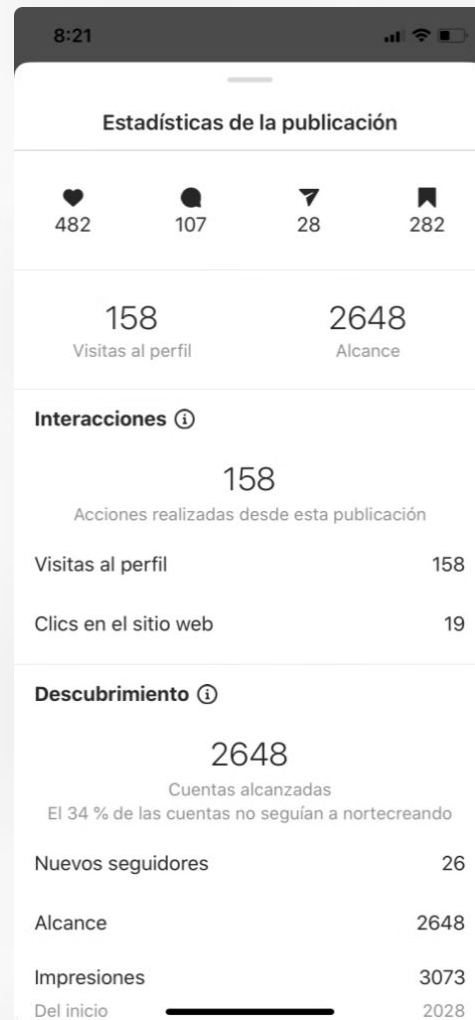 8:21
Estadísticas de la publicación
482 107 28 282
158 2648
Visitas al perfil Alcance
Interacciones
158
Acciones realizadas desde esta publicación
Visitas al perfil 158
Clics en el sitio web 19
Descubrimiento
2648
Cuentas alcanzadas
El 34 % de las cuentas no seguían a nortecreando
Nuevos seguidores 26
Alcance 2648
Impresiones 3073
Del inicio 2028